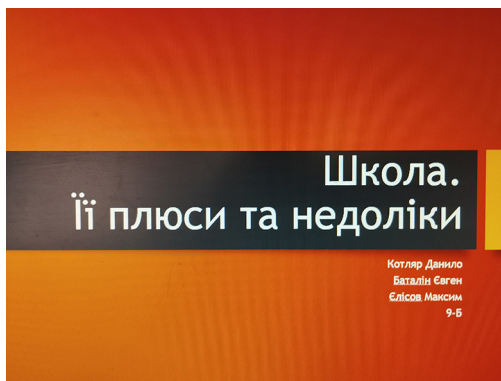 Школа.
Її плюси та недоліки
Котляр Данило
Баталін Євген
Єлісов Максим
9-Б